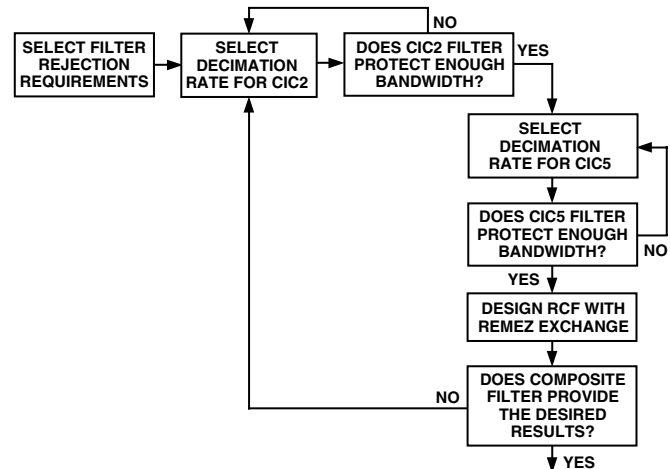 NO
SELECT FILTER
REJECTION
REQUIREMENTS
SELECT
DECIMATION
RATE FOR CIC2
DOES CIC2 FILTER
PROTECT ENOUGH
BANDWIDTH?
YES
SELECT
DECIMATION
RATE FOR CIC5
DOES CIC5 FILTER
PROTECT ENOUGH
BANDWIDTH?
NO
YES
DESIGN RCF WITH
REMEZ EXCHANGE
NO
DOES COMPOSITE
FILTER PROVIDE
THE DESIRED
RESULTS?
YES